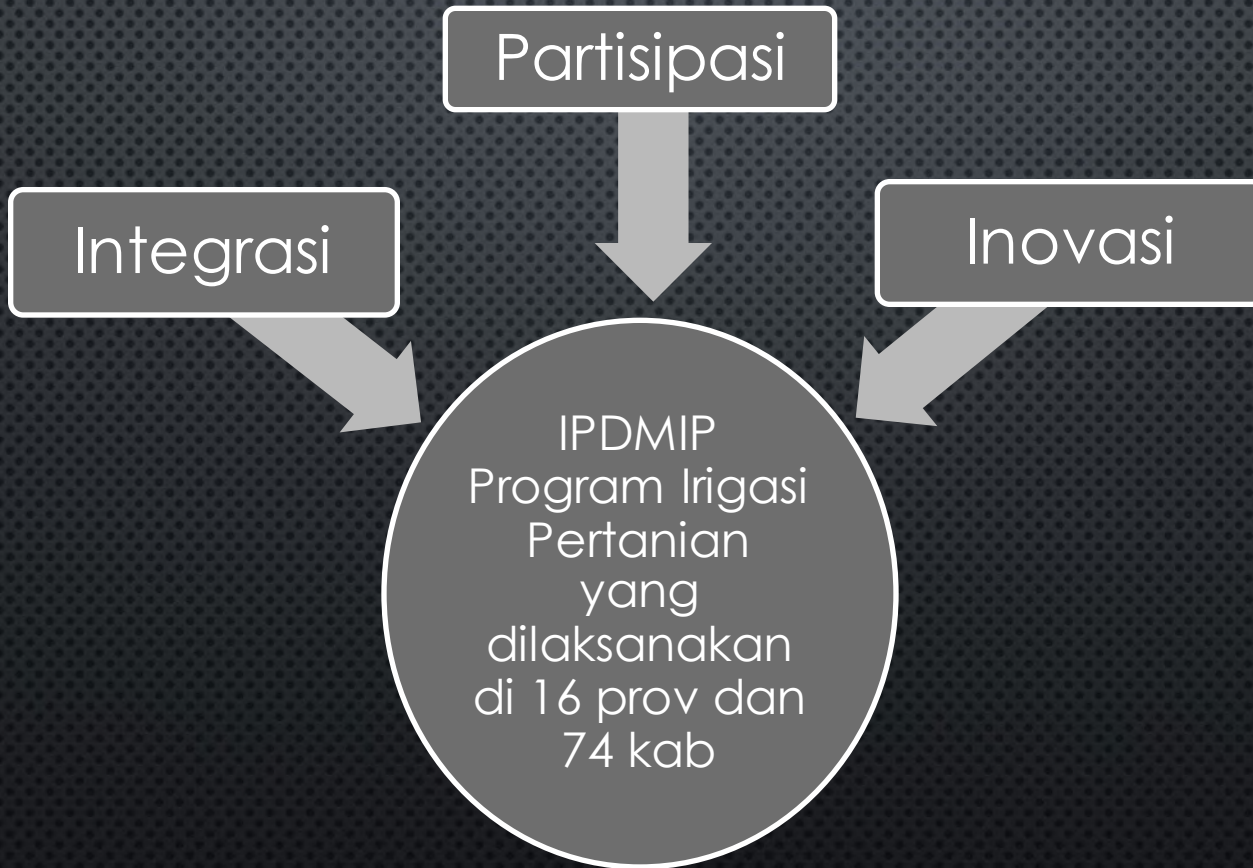 Partisipasi
Integrasi
Inovasi
IPDMIP
Program Irigasi
Pertanian
yang
dilaksanakan
di 16 prov dan
74 kab